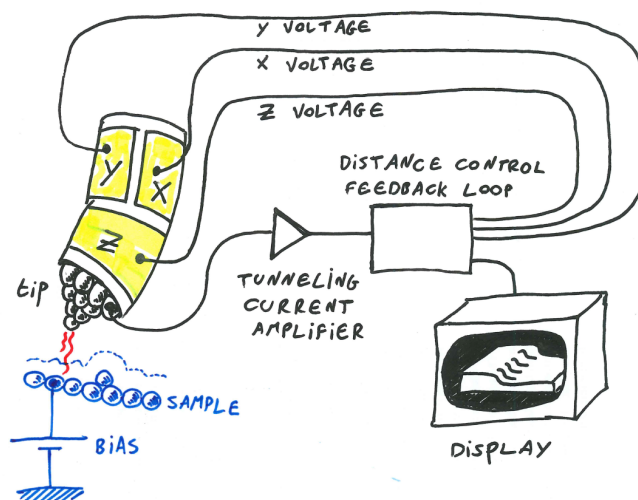 Y VOLTAGE
X VOLTAGE
Z VOLTAGE
Y
X
Z
DISTANCE CONTROL
FEEDBACK LOOP
tip
TUNNELING
CURRENT
AMPLIFIER
SAMPLE
BiAS
DiSPLAY